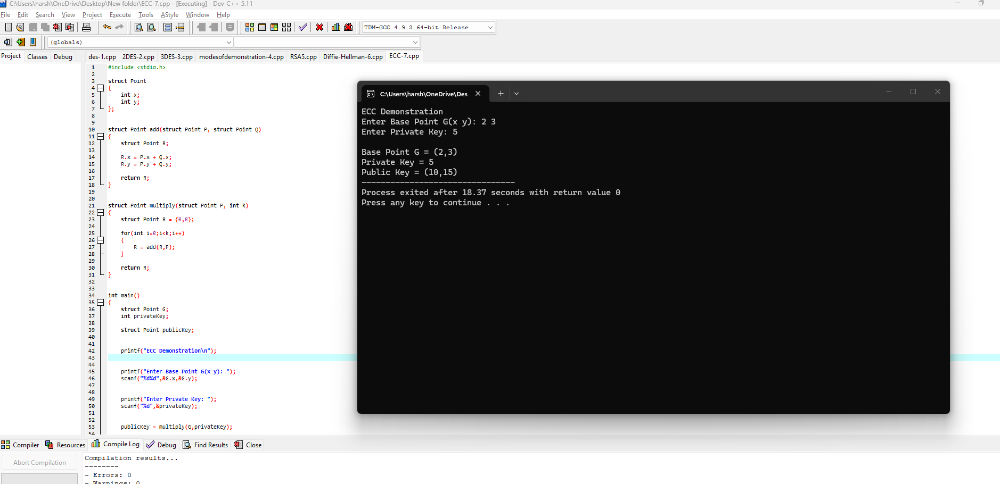 C:\Users\harsh\OneDrive\Desktop\New folder\ECC-7.cpp - [Executing] - Dev-C++ 5.11
File Edit Search View Project Execute Tools AStyle Window Help
TDM-GCC 4.9.2 64-bit Release
(globals)
Project Classes Debug
des-1.cpp 2DES-2.cpp 3DES-3.cpp modesofdemonstration-4.cpp RSA5.cpp Diffie-Hellman-6.cpp ECC-7.cpp
1 #include <stdio.h>
2
3 struct Point
4 {
5 int x;
6 int y;
7 };
8
9
10 struct Point add(struct Point P, struct Point Q)
11 {
12 struct Point R;
13
14 R.x = P.x + Q.x;
15 R.y = P.y + Q.y;
16
17 return R;
18 }
19
20
21 struct Point multiply(struct Point P, int k)
22 {
23 struct Point R = {0,0};
24
25 for(int i=0;i<k;i++)
26 {
27 R = add(R,P);
28 }
29
30 return R;
31 }
32
33
34 int main()
35 {
36 struct Point G;
37 int privateKey;
38
39 struct Point publicKey;
40
41
42 printf("ECC Demonstration\n");
43
44
45 printf("Enter Base Point G(x y): ");
46 scanf("%d%d",&G.x,&G.y);
47
48
49 printf("Enter Private Key: ");
50 scanf("%d",&privateKey);
51
52
53 publicKey = multiply(G,privateKey);
54
C:\Users\harsh\OneDrive\Des
ECC Demonstration
Enter Base Point G(x y): 2 3
Enter Private Key: 5
Base Point G = (2,3)
Private Key = 5
Public Key = (10,15)
--------------------------------
Process exited after 18.37 seconds with return value 0
Press any key to continue . . .
Compiler Resources Compile Log Debug Find Results Close
Abort Compilation
Compilation results...
--------
- Errors: 0
- Warnings: 0